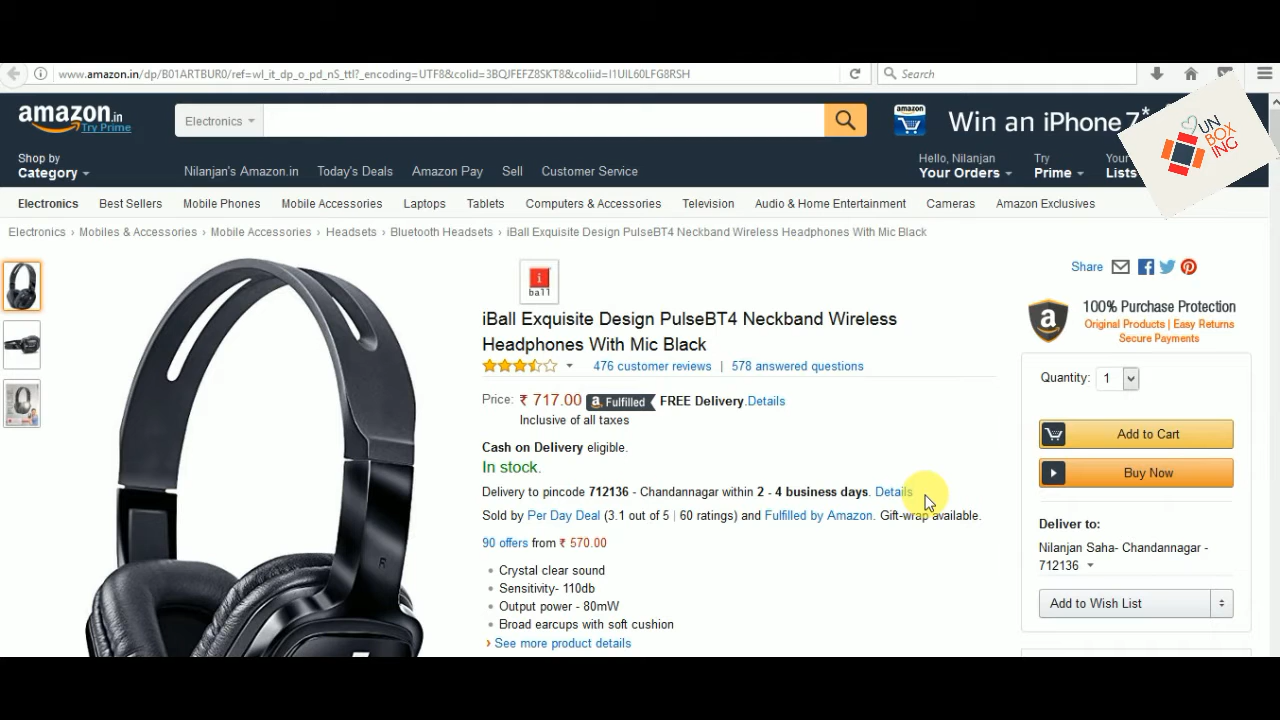 www.amazon.in/dp/B01ARTBUR0/ref=wl_it_dp_o_pd_nS_ttl?_encoding=UTF8&colid=3BQJFEFZ8SKT8&coliid=I1UIL60LFG8RSH
Search
amazon.in
Try Prime
Electronics
amazon
Win an iPhone 7*
UN
BOX
ING
Shop by
Category
Nilanjan's Amazon.in Today's Deals Amazon Pay Sell Customer Service
Hello, Nilanjan
Your Orders
Try
Prime
Your
Lists
Electronics Best Sellers Mobile Phones Mobile Accessories Laptops Tablets Computers & Accessories Television Audio & Home Entertainment Cameras Amazon Exclusives
Electronics › Mobiles & Accessories › Mobile Accessories › Headsets › Bluetooth Headsets › iBall Exquisite Design PulseBT4 Neckband Wireless Headphones With Mic Black
i
ball
iBall Exquisite Design PulseBT4 Neckband Wireless
Headphones With Mic Black
476 customer reviews | 578 answered questions
Price: ₹ 717.00 a Fulfilled FREE Delivery.Details
Inclusive of all taxes
Cash on Delivery eligible.
In stock.
Delivery to pincode 712136 - Chandannagar within 2 - 4 business days. Details
Sold by Per Day Deal (3.1 out of 5 | 60 ratings) and Fulfilled by Amazon. Gift-wrap available.
90 offers from ₹ 570.00
• Crystal clear sound
• Sensitivity- 110db
• Output power - 80mW
• Broad earcups with soft cushion
› See more product details
R
Share
a
100% Purchase Protection
Original Products | Easy Returns
Secure Payments
Quantity: 1
Add to Cart
Buy Now
Deliver to:
Nilanjan Saha- Chandannagar -
712136
Add to Wish List